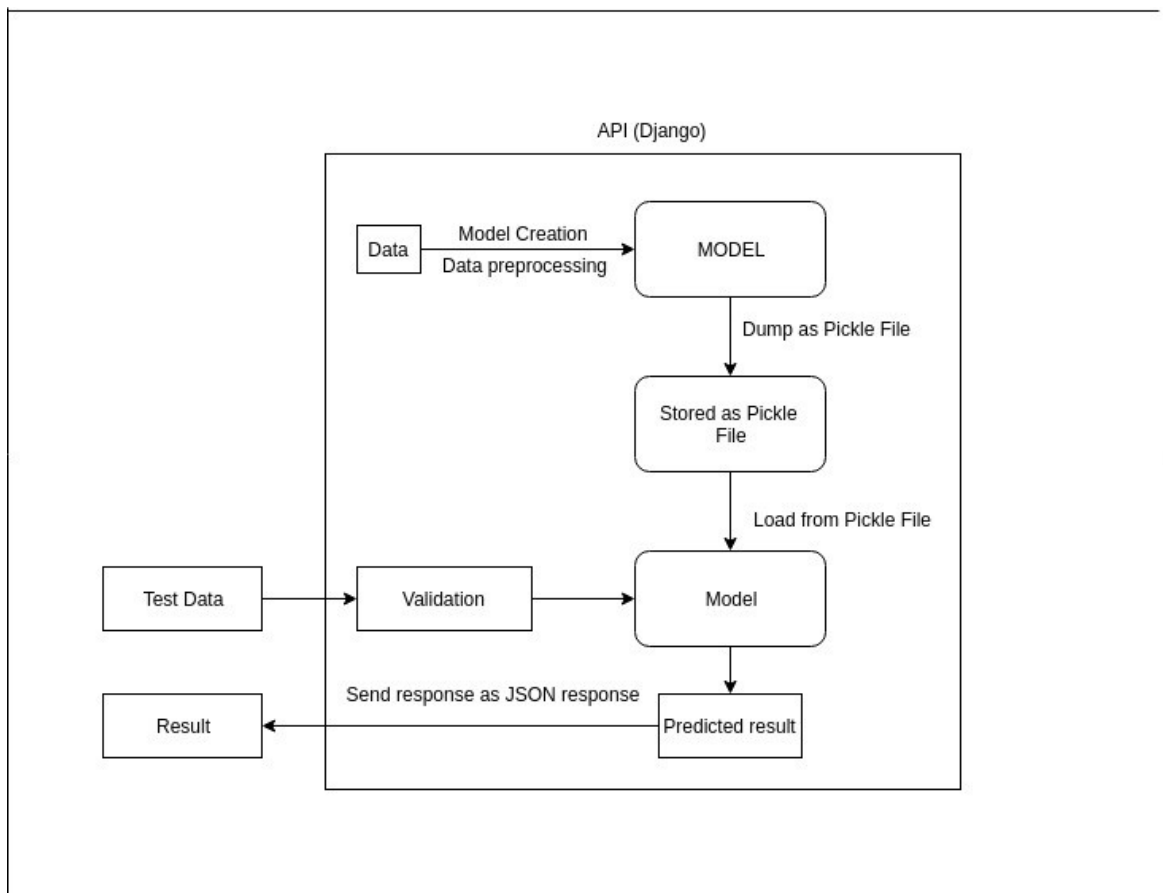 API (Django)
Data
Model Creation
Data preprocessing
MODEL
Dump as Pickle File
Stored as Pickle
File
Load from Pickle File
Test Data
Validation
Model
Send response as JSON response
Result
Predicted result